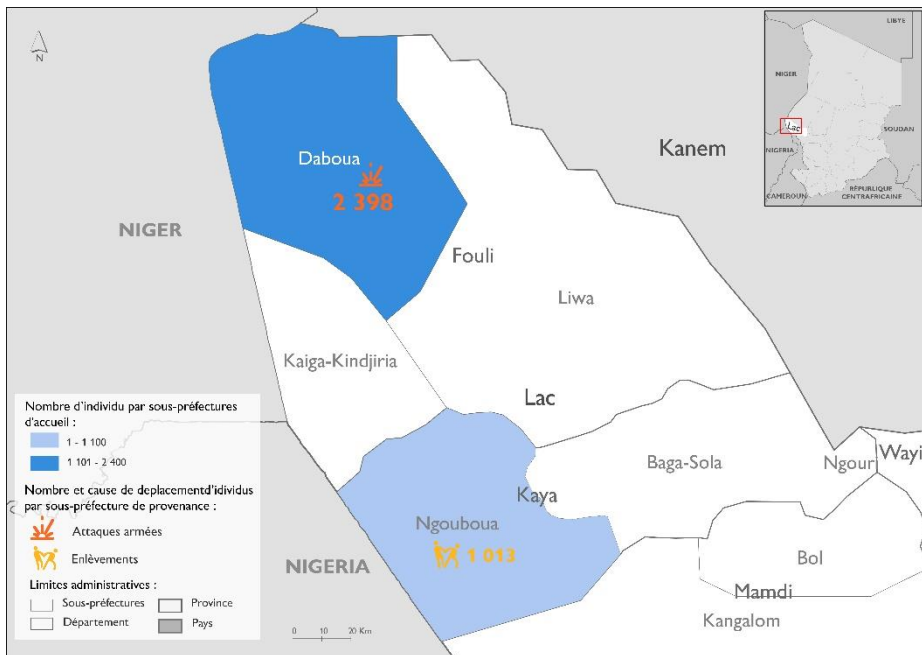 N
LIBYE
NIGER
Lac
SOUDAN
NIGERIA
CAMEROUN
RÉPUBLIQUE
CENTRAFRICAINE
Daboua
2 398
Kanem
NIGER
Fouli
Liwa
Kaiga-Kindjiria
Lac
Baga-Sola
Ngouri
Wayi
Kaya
Ngouboua
1 013
NIGERIA
Bol
Mamdi
Kangalom
Nombre d'individu par sous-préfectures
d'accueil :
1 - 1 100
1 101 - 2 400
Nombre et cause de deplacementd'idividus
par sous-préfecture de provenance :
Attaques armées
Enlèvements
Limites administratives :
Sous-préfectures
Province
Département
Pays
0 10 20 Km